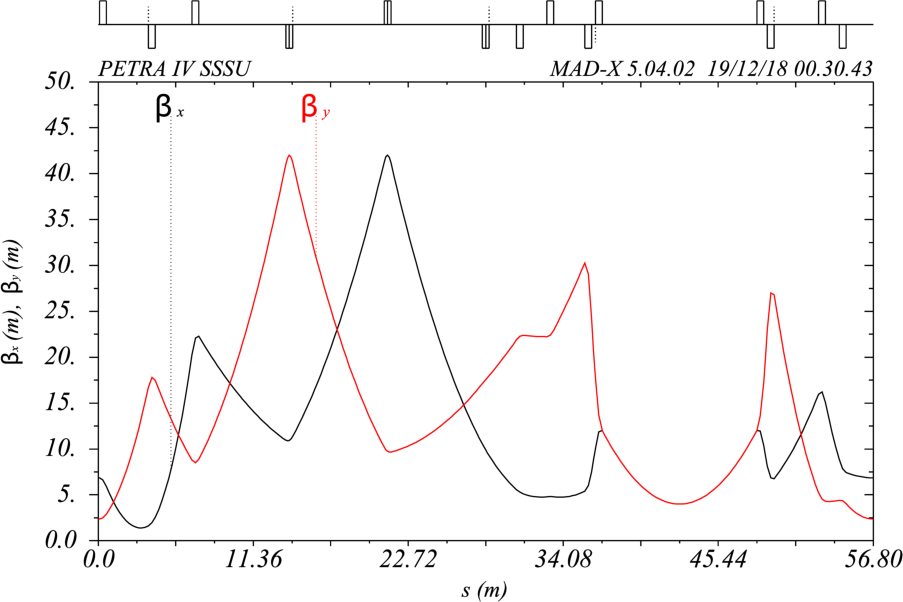 PETRA IV SSSU MAD-X 5.04.02 19/12/18 00.30.43
50.
βx βy
45.
40.
35.
30.
25.
20.
15.
10.
5.
0.0
βx (m), βy (m)
0.0 11.36 22.72 34.08 45.44 56.80
s (m)